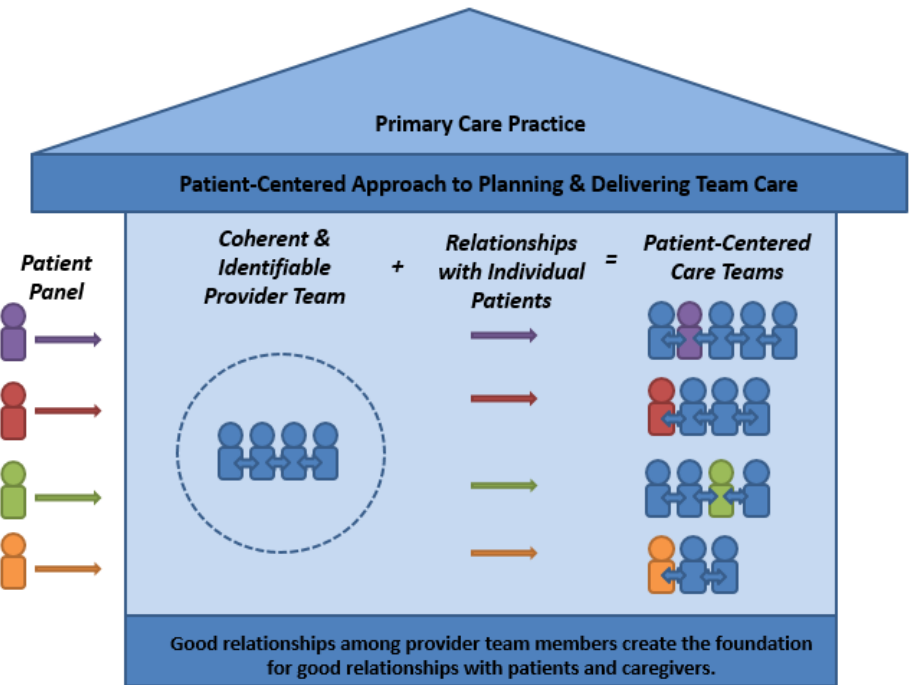 Primary Care Practice
Patient-Centered Approach to Planning & Delivering Team Care
Patient
Panel
Coherent &
Identifiable
Provider Team
+
Relationships
with Individual
Patients
=
Patient-Centered
Care Teams
Good relationships among provider team members create the foundation
for good relationships with patients and caregivers.